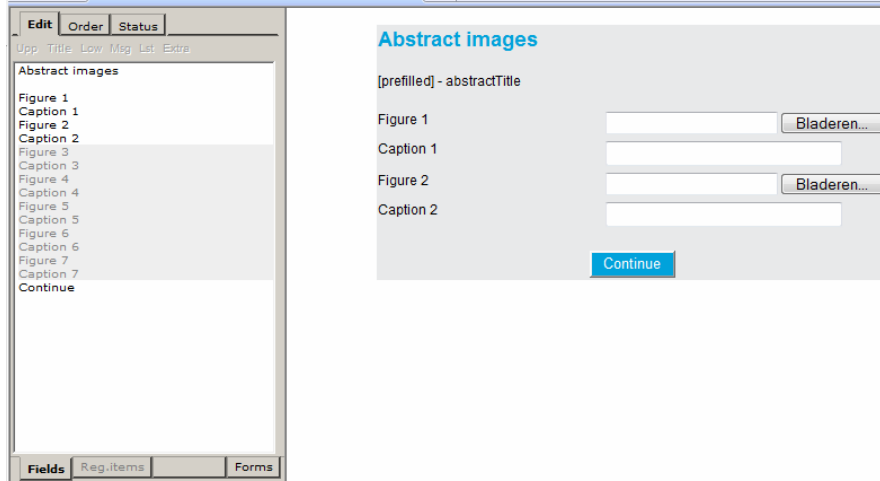 Edit Order Status
Upp Title Low Msg Lst Extra
Abstract images
Figure 1
Caption 1
Figure 2
Caption 2
Figure 3
Caption 3
Figure 4
Caption 4
Figure 5
Caption 5
Figure 6
Caption 6
Figure 7
Caption 7
Continue
Fields Reg.items Forms
Abstract images
[prefilled] - abstractTitle
Figure 1 Bladeren...
Caption 1
Figure 2 Bladeren...
Caption 2
Continue